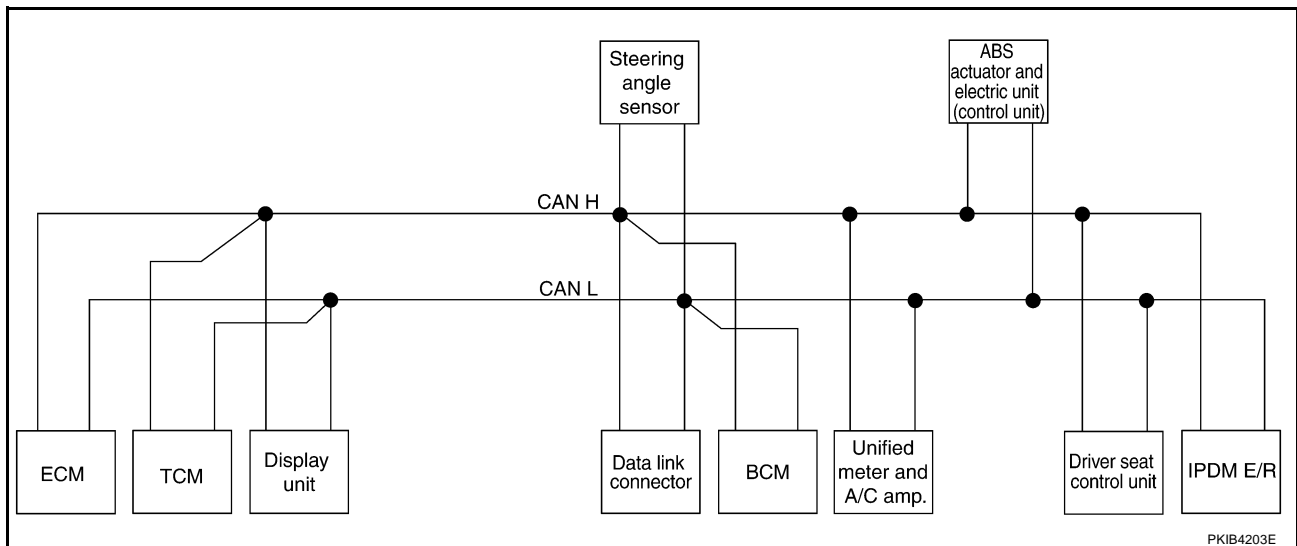 Steering
angle
sensor
ABS
actuator and
electric unit
(control unit)
CAN H
CAN L
ECM
TCM
Display
unit
Data link
connector
BCM
Unified
meter and
A/C amp.
Driver seat
control unit
IPDM E/R
PKIB4203E